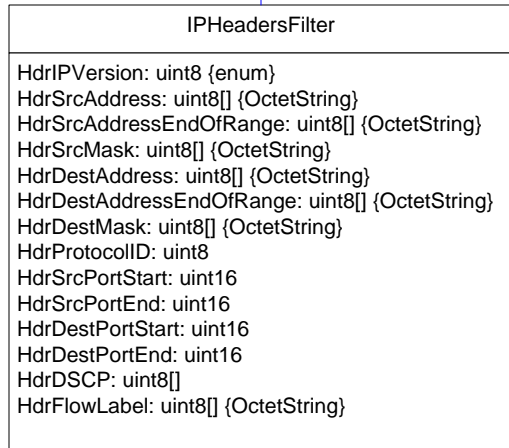 IPHeadersFilter
HdrIPVersion: uint8 {enum}
HdrSrcAddress: uint8[] {OctetString}
HdrSrcAddressEndOfRange: uint8[] {OctetString}
HdrSrcMask: uint8[] {OctetString}
HdrDestAddress: uint8[] {OctetString}
HdrDestAddressEndOfRange: uint8[] {OctetString}
HdrDestMask: uint8[] {OctetString}
HdrProtocolID: uint8
HdrSrcPortStart: uint16
HdrSrcPortEnd: uint16
HdrDestPortStart: uint16
HdrDestPortEnd: uint16
HdrDSCP: uint8[]
HdrFlowLabel: uint8[] {OctetString}